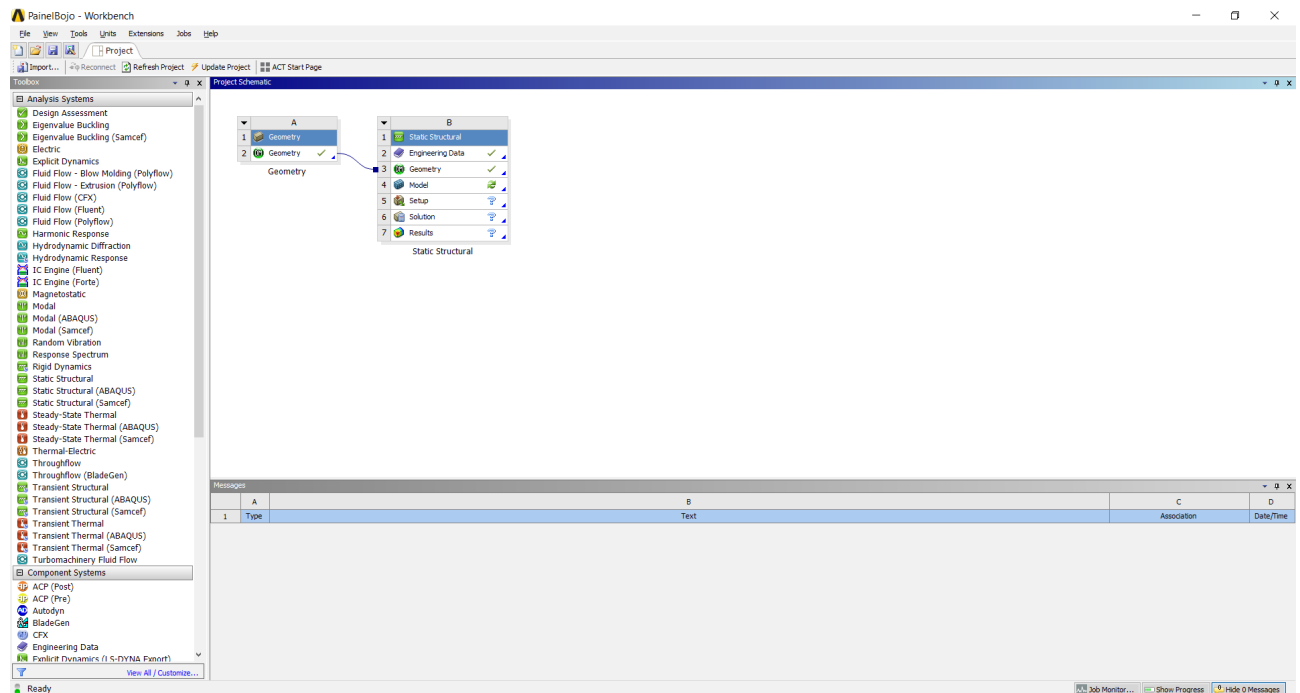 PainelBojo - Workbench
File View Tools Units Extensions Jobs Help
Project
Import... Reconnect Refresh Project Update Project ACT Start Page
Toolbox
Analysis Systems
Design Assessment
Eigenvalue Buckling
Eigenvalue Buckling (Samcef)
Electric
Explicit Dynamics
Fluid Flow - Blow Molding (Polyflow)
Fluid Flow - Extrusion (Polyflow)
Fluid Flow (CFX)
Fluid Flow (Fluent)
Fluid Flow (Polyflow)
Harmonic Response
Hydrodynamic Diffraction
Hydrodynamic Response
IC Engine (Fluent)
IC Engine (Forte)
Magnetostatic
Modal
Modal (ABAQUS)
Modal (Samcef)
Random Vibration
Response Spectrum
Rigid Dynamics
Static Structural
Static Structural (ABAQUS)
Static Structural (Samcef)
Steady-State Thermal
Steady-State Thermal (ABAQUS)
Steady-State Thermal (Samcef)
Thermal-Electric
Throughflow
Throughflow (BladeGen)
Transient Structural
Transient Structural (ABAQUS)
Transient Structural (Samcef)
Transient Thermal
Transient Thermal (ABAQUS)
Transient Thermal (Samcef)
Turbomachinery Fluid Flow
Component Systems
ACP (Post)
ACP (Pre)
Autodyn
BladeGen
CFX
Engineering Data
Explicit Dynamics (LS-DYNA Export)
View All / Customize...
Project Schematic
A
1 Geometry
2 Geometry
Geometry
B
1 Static Structural
2 Engineering Data
3 Geometry
4 Model
5 Setup
6 Solution
7 Results
Static Structural
Messages
A B C D
1 Type Text Association Date/Time
Ready
Job Monitor... Show Progress Hide 0 Messages